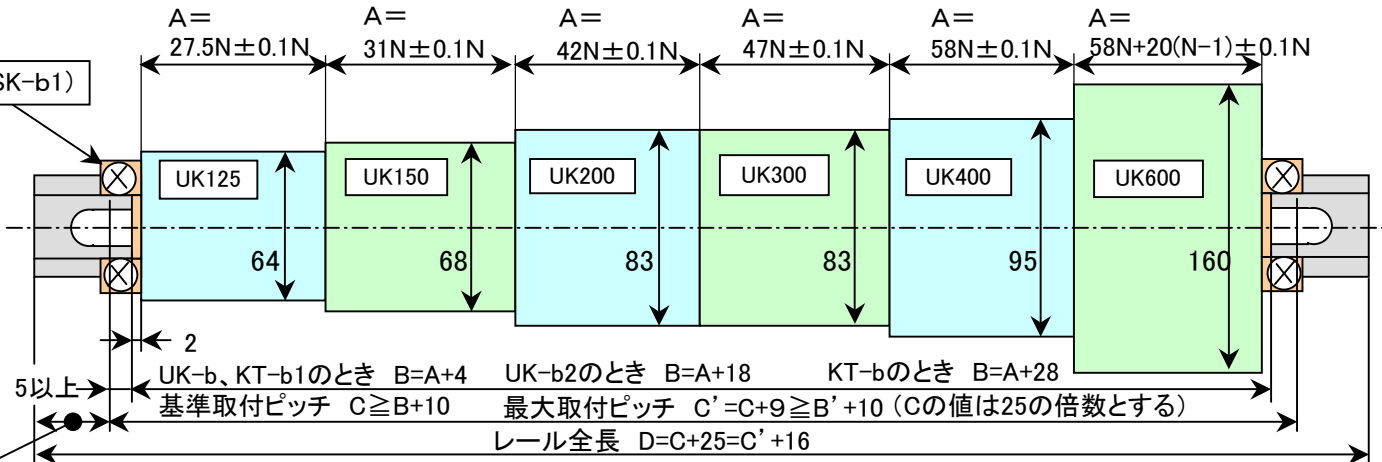 A= A= A= A= A= A=
27.5N±0.1N 31N±0.1N 42N±0.1N 47N±0.1N 58N±0.1N 58N+20(N-1)±0.1N
SK-b1)
UK125 UK150 UK200 UK300 UK400 UK600
64 68 83 83 95 160
2
UK-b、KT-b1のとき B=A+4 UK-b2のとき B=A+18 KT-bのとき B=A+28
5以上
基準取付ピッチ C≧B+10 最大取付ピッチ C'=C+9≧B'+10 (Cの値は25の倍数とする)
レール全長 D=C+25=C'+16